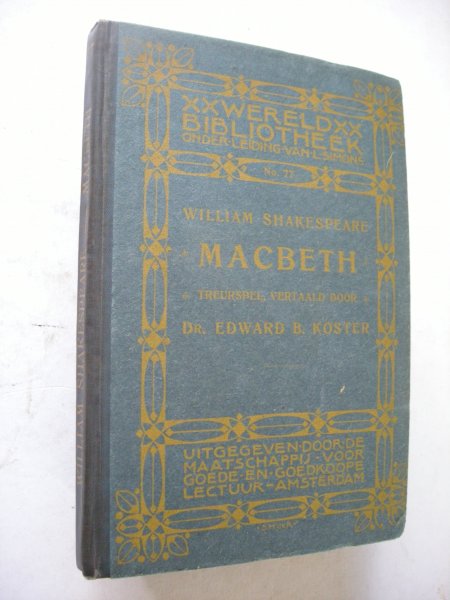 XXWERELDXX
BIBLIOTHEEK
ONDER·LEIDING·VAN·L·SIMONS
No. 77
WILLIAM SHAKESPEARE
MACBETH
TREURSPEL, VERTAALD DOOR
DR. EDWARD B. KOSTER
UITGEGEVEN·DOOR·DE
MAATSCHAPPIJ·VOOR
GOEDE·EN·GOEDKOOPE
LECTUUR–AMSTERDAM